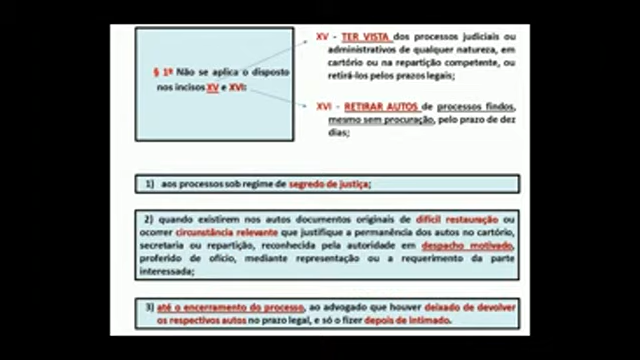 § 1º Não se aplica o disposto
nos incisos XV e XVI:
XV - TER VISTA dos processos judiciais ou
administrativos de qualquer natureza, em
cartório ou na repartição competente, ou
retirá-los pelos prazos legais;
XVI - RETIRAR AUTOS de processos findos,
mesmo sem procuração, pelo prazo de dez
dias;
1) aos processos sob regime de segredo de justiça;
2) quando existirem nos autos documentos originais de difícil restauração ou
ocorrer circunstância relevante que justifique a permanência dos autos no cartório,
secretaria ou repartição, reconhecida pela autoridade em despacho motivado,
proferido de ofício, mediante representação ou a requerimento da parte
interessada;
3) até o encerramento do processo, ao advogado que houver deixado de devolver
os respectivos autos no prazo legal, e só o fizer depois de intimado.